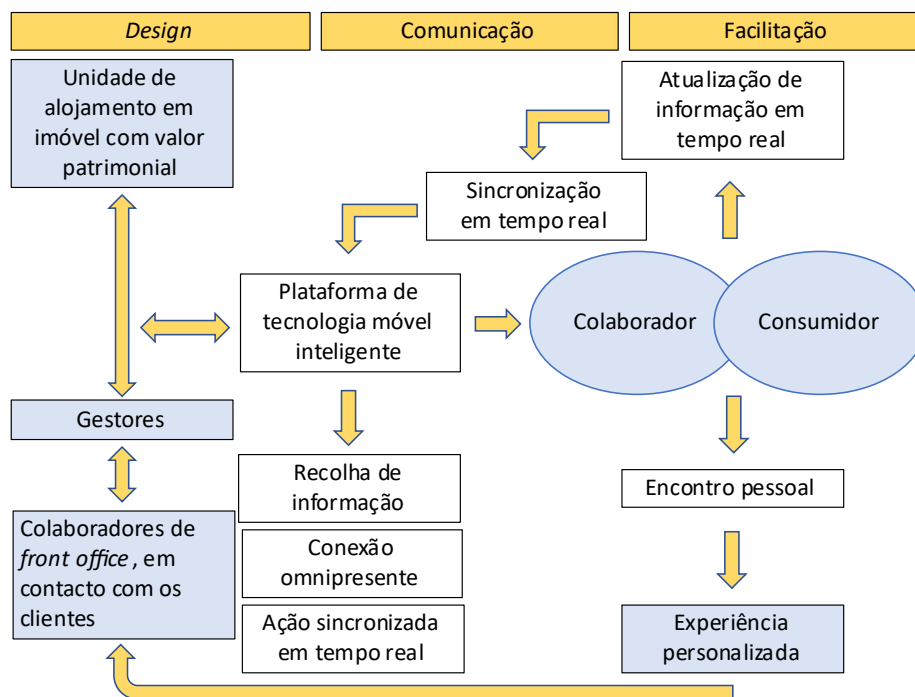 Design
Comunicação
Facilitação
Unidade de
alojamento em
imóvel com valor
patrimonial
Atualização de
informação em
tempo real
Sincronização
em tempo real
Plataforma de
tecnologia móvel
inteligente
Colaborador
Consumidor
Gestores
Recolha de
informação
Encontro pessoal
Colaboradores de
front office, em
contacto com os
clientes
Conexão
omnipresente
Ação sincronizada
em tempo real
Experiência
personalizada